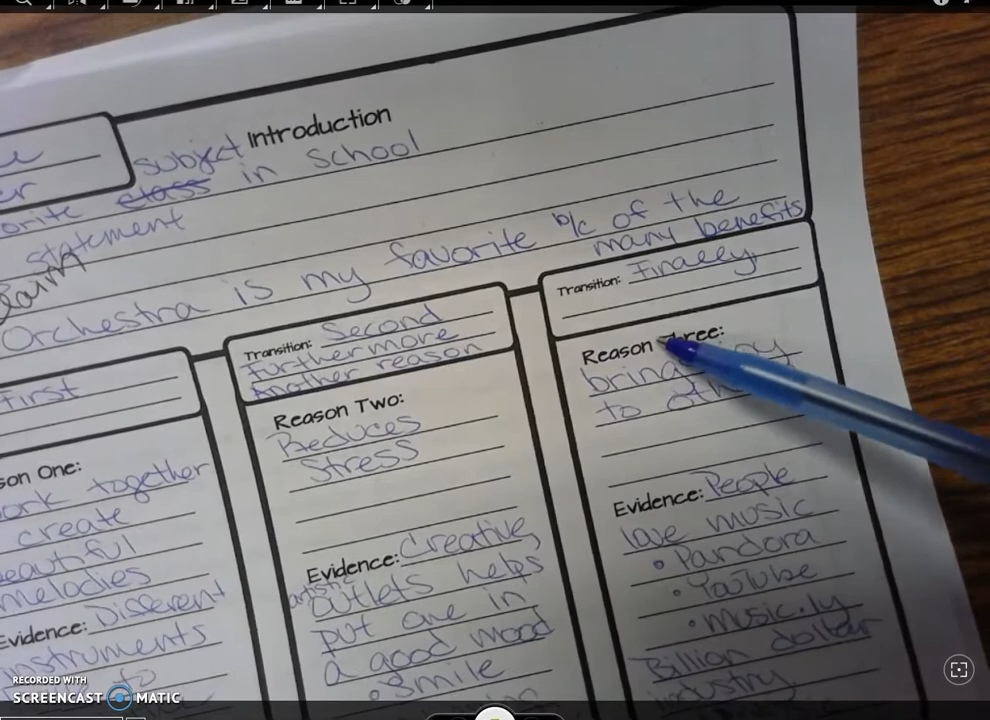 Introduction
subject
class in School
statement
Orchestra is my favorite b/c of the
many benefits
First
son One:
together
create
melodies
Evidence: Different
instruments
to
Transition: Second
furthermore
Another reason
Reason Two:
Reduces
Stress
Evidence: Creative,
artistic
outlets helps
put one in
a good mood
Smile
Transition: Finally,
Reason
to
Evidence: People
love music
Pandora
YouTube
music.ly
Billion dollar
industry
RECORDED WITH
SCREENCAST MATIC